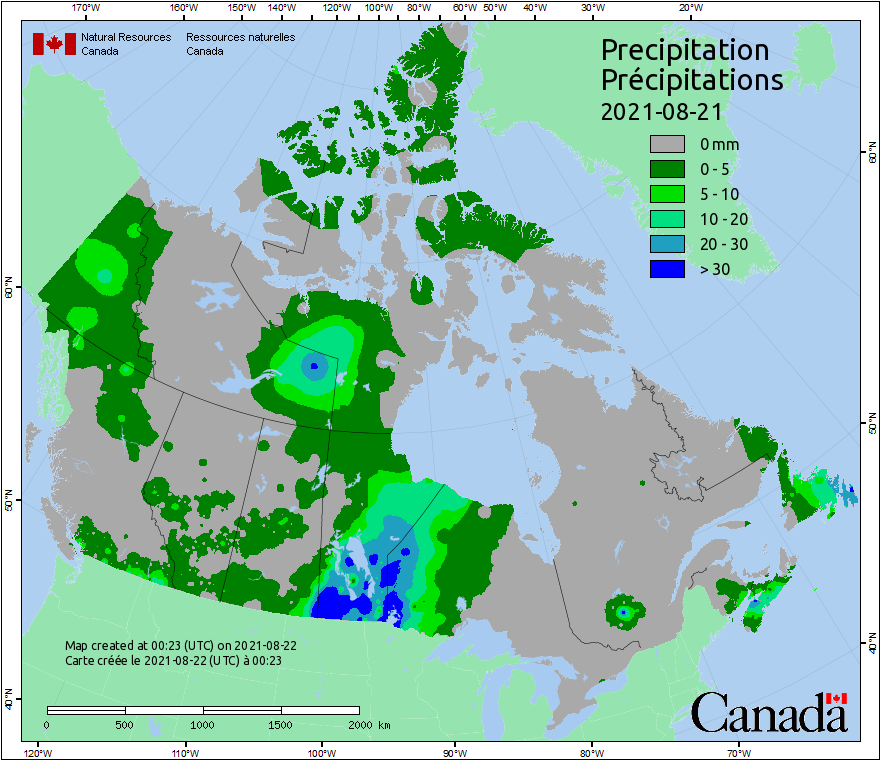 170°W 160°W 150°W 140°W 120°W 100°W 80°W 60°W 50°W 40°W 30°W 20°W
Natural Resources Ressources naturelles
Canada Canada
Precipitation
Précipitations
2021-08-21
0 mm
0 - 5
5 - 10
10 - 20
20 - 30
> 30
60°N
60°N
50°N
50°N
40°N
40°N
Map created at 00:23 (UTC) on 2021-08-22
Carte créée le 2021-08-22 (UTC) à 00:23
0 500 1000 1500 2000 km
Canada
120°W 110°W 100°W 90°W 80°W 70°W